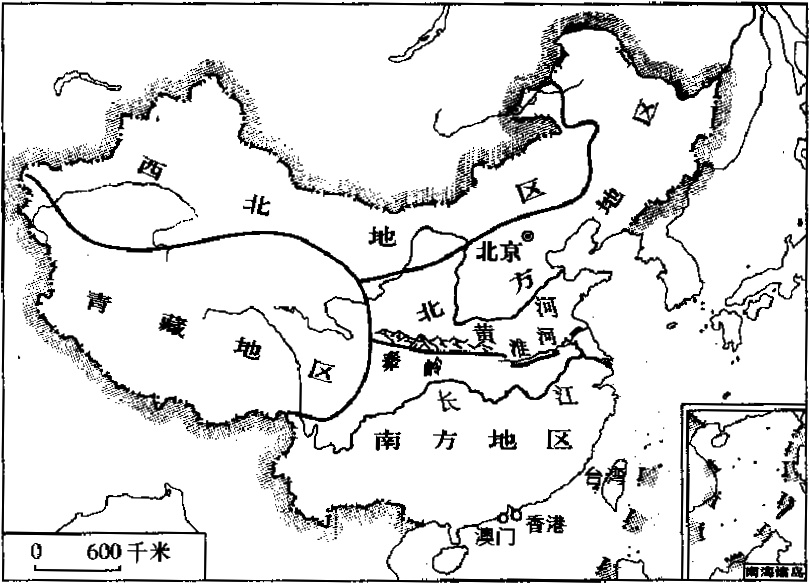 西北地区
北方地区
北京
青藏地区
黄河
淮河
秦岭
长江
南方地区
台湾
香港
澳门
0 600千米
南海诸岛